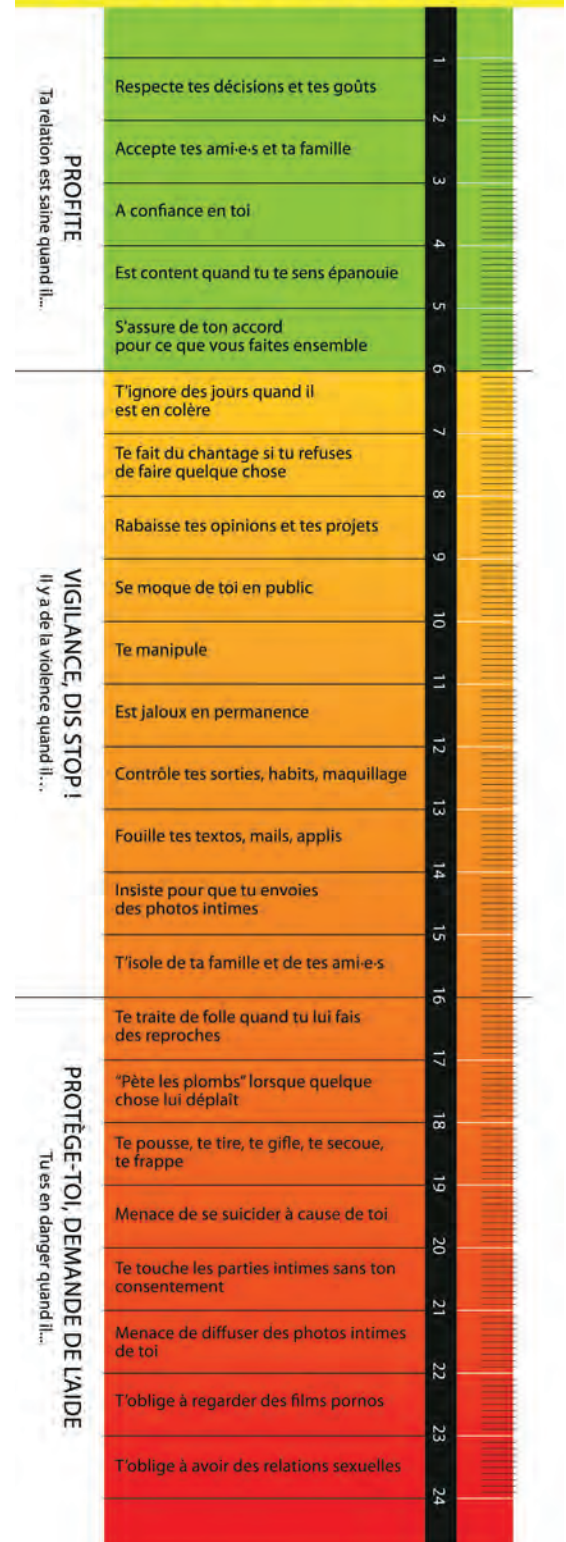 PROFITE
Ta relation est saine quand il...
1
Respecte tes décisions et tes goûts
2
Accepte tes ami·e·s et ta famille
3
A confiance en toi
4
Est content quand tu te sens épanouie
5
S'assure de ton accord
pour ce que vous faites ensemble
6
VIGILANCE, DIS STOP !
Il y a de la violence quand il...
T'ignore des jours quand il
est en colère
7
Te fait du chantage si tu refuses
de faire quelque chose
8
Rabaisse tes opinions et tes projets
9
Se moque de toi en public
10
Te manipule
11
Est jaloux en permanence
12
Contrôle tes sorties, habits, maquillage
13
Fouille tes textos, mails, applis
14
Insiste pour que tu envoies
des photos intimes
15
T'isole de ta famille et de tes ami·e·s
16
PROTÈGE-TOI, DEMANDE DE L'AIDE
Tu es en danger quand il...
Te traite de folle quand tu lui fais
des reproches
17
"Pète les plombs" lorsque quelque
chose lui déplaît
18
Te pousse, te tire, te gifle, te secoue,
te frappe
19
Menace de se suicider à cause de toi
20
Te touche les parties intimes sans ton
consentement
21
Menace de diffuser des photos intimes
de toi
22
T'oblige à regarder des films pornos
23
T'oblige à avoir des relations sexuelles
24